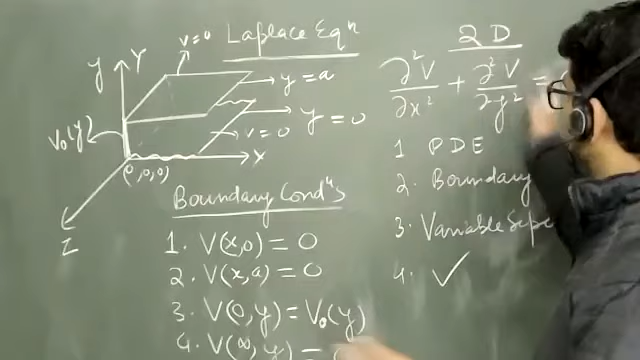 Laplace Eqn
2D
V=0
y
Y
y=a
y=0
V=0
V₀(y)
X
(0,0,0)
Z
∂²V/∂x² + ∂²V/∂y² =
1 PDE
2. Boundary
3. Variable Sepe
4. ✓
Boundary Condns
1. V(x,0) = 0
2. V(x,a) = 0
3. V(0,y) = V₀(y)
4. V(∞,y) =